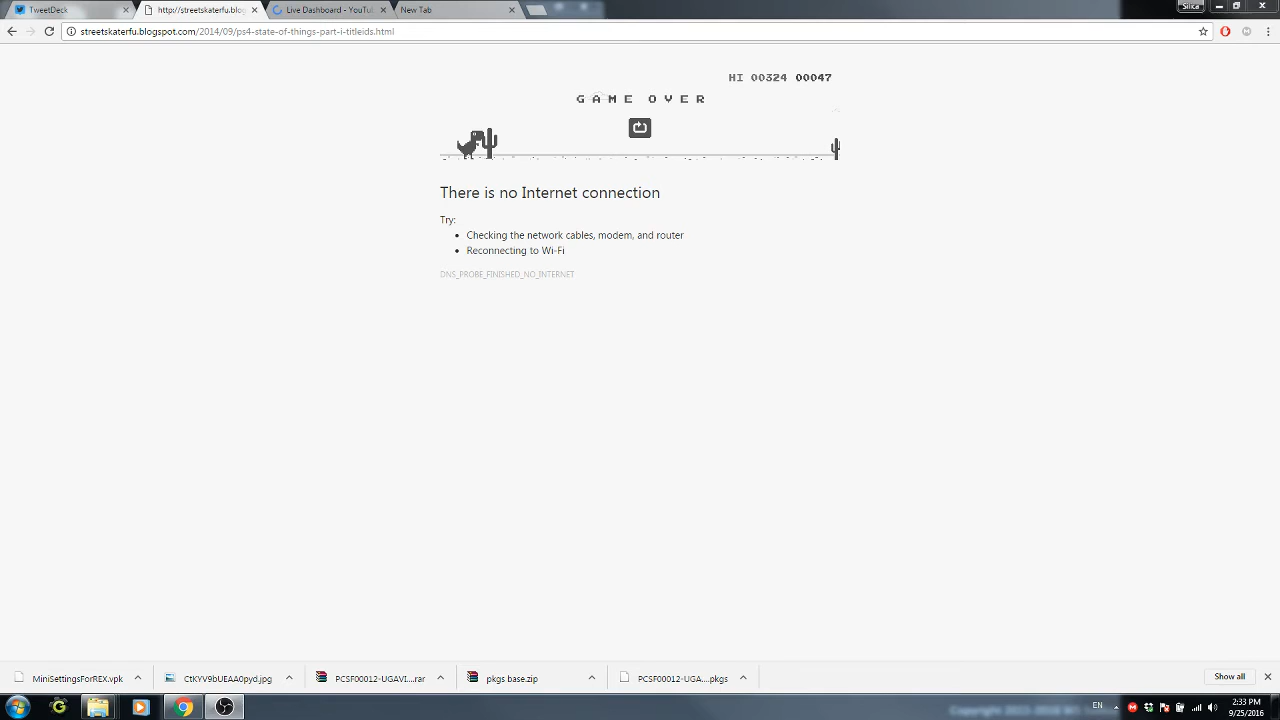 TweetDeck
http://streetskaterfu.blog
Live Dashboard - YouTub
New Tab
Silica
streetskaterfu.blogspot.com/2014/09/ps4-state-of-things-part-i-titleids.html
HI 00324 00047
GAME OVER
There is no Internet connection
Try:
• Checking the network cables, modem, and router
• Reconnecting to Wi-Fi
DNS_PROBE_FINISHED_NO_INTERNET
MiniSettingsForREX.vpk
CtKYV9bUEAA0pyd.jpg
PCSF00012-UGAVI....rar
pkgs base.zip
PCSF00012-UGA....pkgs
Show all
EN
2:33 PM
9/25/2016